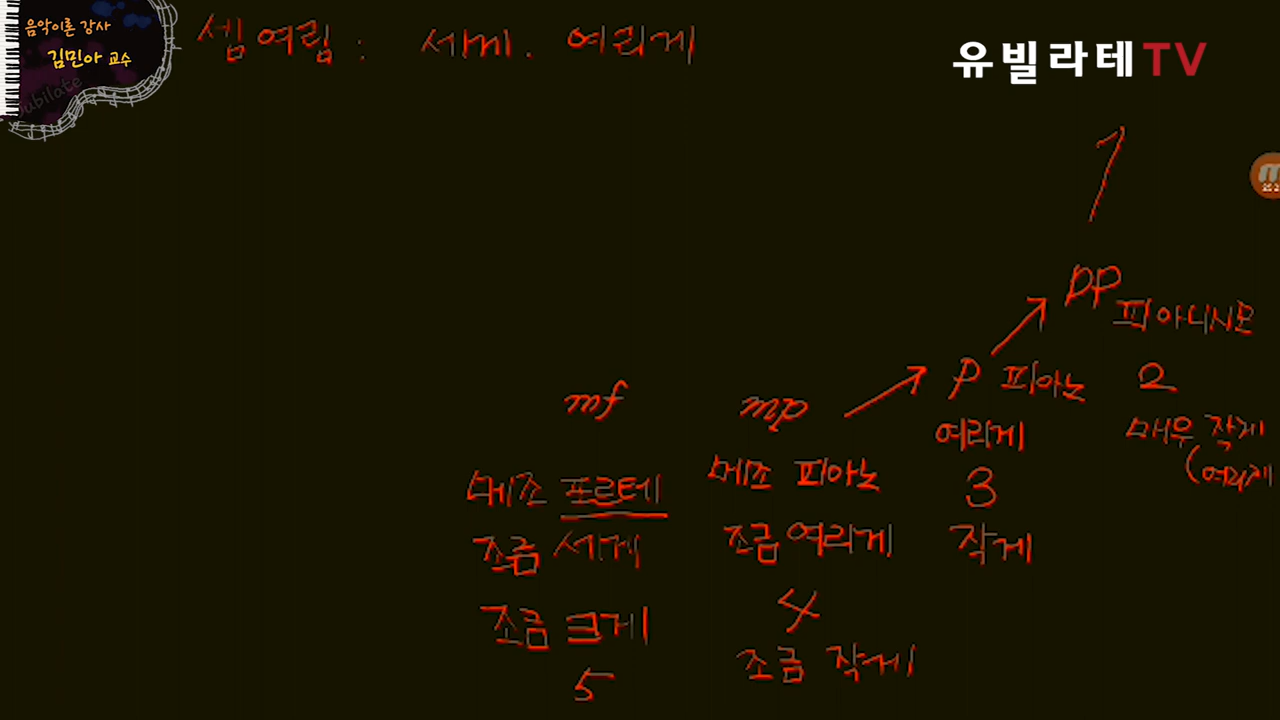 음악이론 강사
김민아 교수
Jubilate
셈여림 : 세게. 여리게
유빌라테TV
pp 피아니시모
2
매우 작게
(여리게
p 피아노
여리게
3
작게
mp
메조 피아노
조금 여리게
4
조금 작게
mf
메조 포르테
조금 세게
조금 크게
5